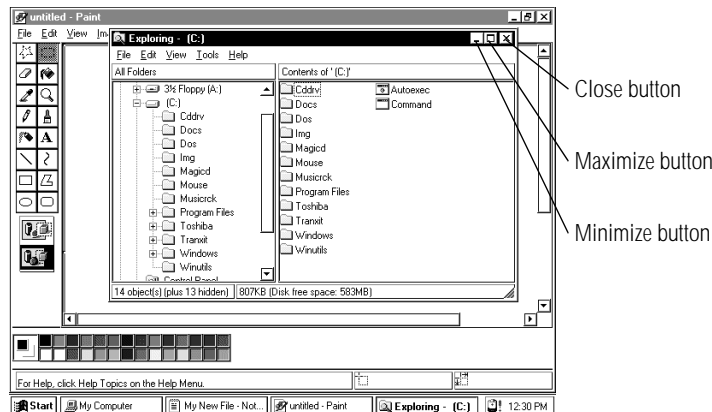 untitled - Paint
File Edit View Im
Exploring - (C:)
File Edit View Tools Help
All Folders
Contents of '(C:)'
3½ Floppy (A:)
(C:)
Cddrv
Docs
Dos
Img
Magicd
Mouse
Musicrck
Program Files
Toshiba
Tranxit
Windows
Winutils
Control Panel
Cddrv
Docs
Dos
Img
Magicd
Mouse
Musicrck
Program Files
Toshiba
Tranxit
Windows
Winutils
Autoexec
Command
14 object(s) (plus 13 hidden)
807KB (Disk free space: 583MB)
Close button
Maximize button
Minimize button
A
For Help, click Help Topics on the Help Menu.
Start
My Computer
My New File - Not...
untitled - Paint
Exploring - (C:)
12:30 PM